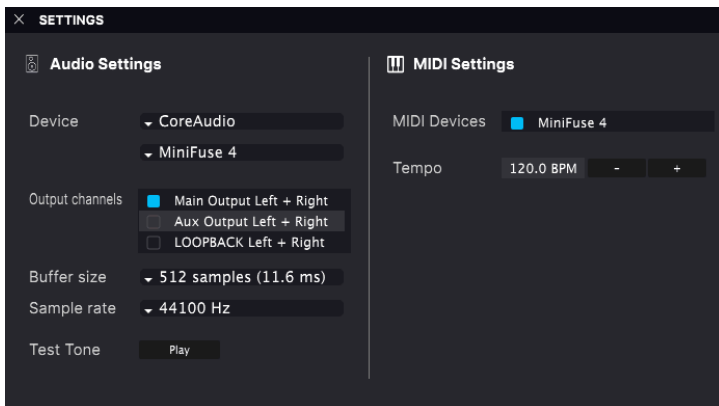 SETTINGS
Audio Settings
Device
CoreAudio
MiniFuse 4
Output channels
Main Output Left + Right
Aux Output Left + Right
LOOPBACK Left + Right
Buffer size
512 samples (11.6 ms)
Sample rate
44100 Hz
Test Tone
Play
MIDI Settings
MIDI Devices
MiniFuse 4
Tempo
120.0 BPM
-
+